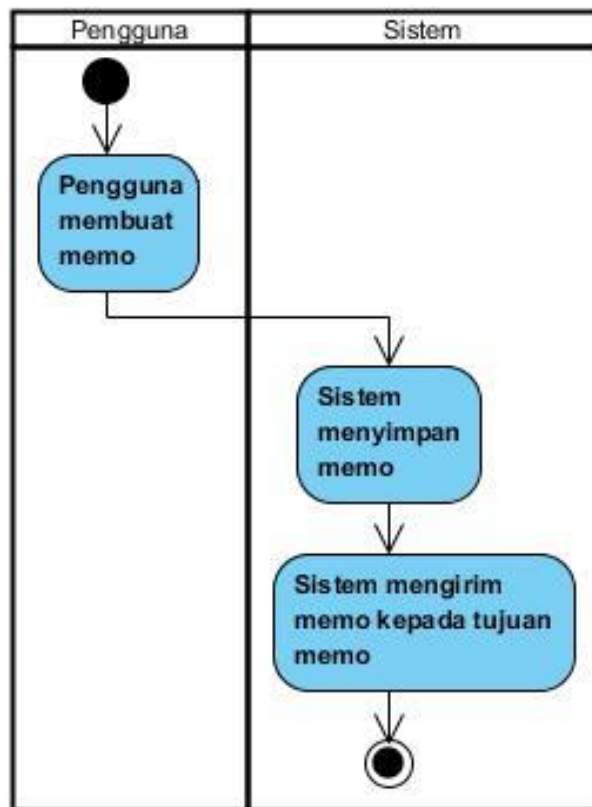 Pengguna
Sistem
Pengguna
membuat
memo
Sistem
menyimpan
memo
Sistem mengirim
memo kepada tujuan
memo